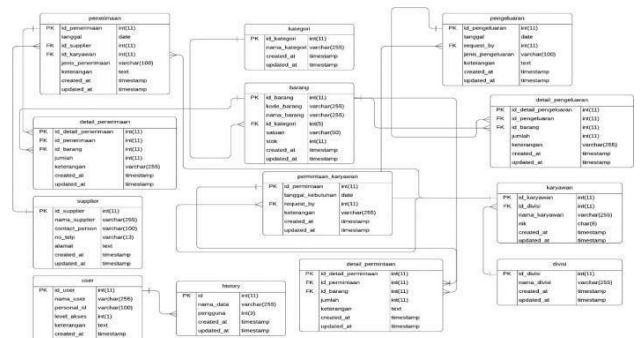 penerimaan
PK id_penerimaan int(11)
tanggal date
FK id_supplier int(11)
FK id_karyawan int(11)
jenis_penerimaan varchar(100)
keterangan text
created_at timestamp
updated_at timestamp
kategori
PK id_kategori int(11)
nama_kategori varchar(255)
created_at timestamp
updated_at timestamp
pengeluaran
PK id_pengeluaran int(11)
tanggal date
FK request_by int(11)
jenis_pengeluaran varchar(100)
keterangan text
created_at timestamp
updated_at timestamp
barang
PK id_barang int(11)
kode_barang varchar(255)
nama_barang varchar(255)
FK id_kategori int(5)
satuan varchar(50)
stok int(11)
created_at timestamp
updated_at timestamp
detail_pengeluaran
PK id_detail_pengeluaran int(11)
FK id_pengeluaran int(11)
FK id_barang int(11)
jumlah int(11)
keterangan varchar(255)
created_at timestamp
updated_at timestamp
detail_penerimaan
PK id_detail_penerimaan int(11)
FK id_penerimaan int(11)
FK id_barang int(11)
jumlah int(11)
keterangan varchar(255)
created_at timestamp
updated_at timestamp
permintaan_karyawan
PK id_permintaan int(11)
tanggal_kebutuhan date
FK request_by int(11)
keterangan varchar(255)
created_at timestamp
updated_at timestamp
karyawan
PK id_karyawan int(11)
FK id_divisi int(11)
nama_karyawan varchar(255)
nik char(8)
created_at timestamp
updated_at timestamp
supplier
PK id_supplier int(11)
nama_supplier varchar(255)
contact_person varchar(100)
no_telp varchar(13)
alamat text
created_at timestamp
updated_at timestamp
detail_permintaan
PK id_detail_permintaan int(11)
FK id_permintaan int(11)
FK id_barang int(11)
jumlah int(11)
keterangan text
created_at timestamp
updated_at timestamp
divisi
PK id_divisi int(11)
nama_divisi varchar(255)
created_at timestamp
updated_at timestamp
user
PK id_user int(11)
nama_user varchar(255)
personal_id varchar(100)
level_akses int(1)
keterangan text
created_at timestamp
history
PK id int(11)
nama_data varchar(255)
pengguna int(3)
created_at timestamp
updated_at timestamp